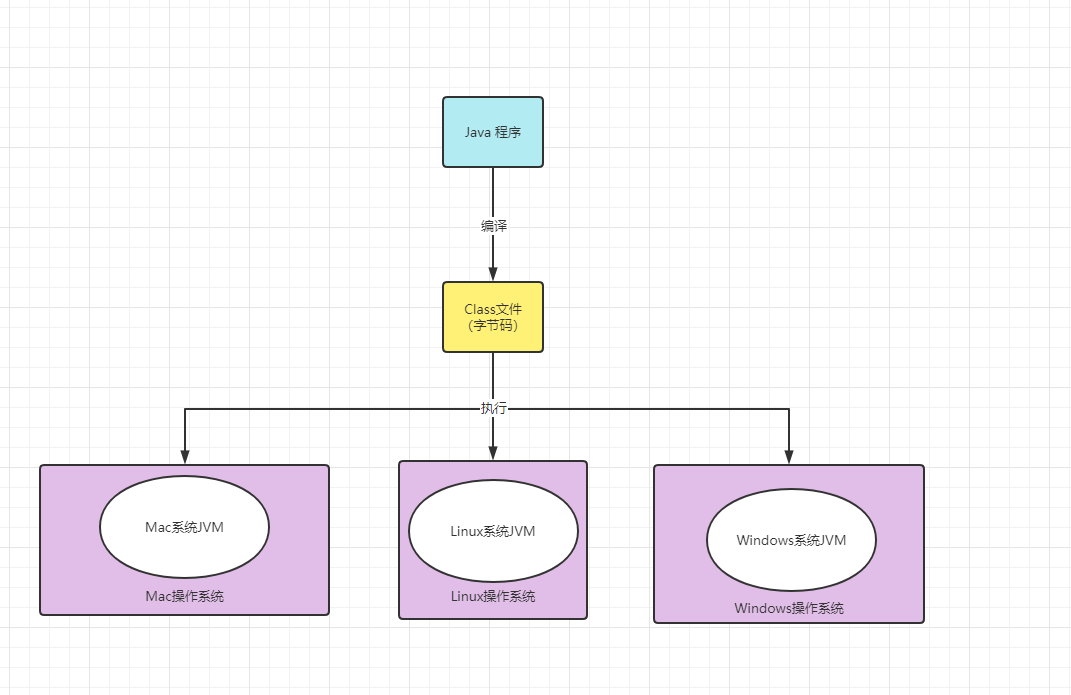 Java 程序
编译
Class文件
（字节码）
执行
Mac系统JVM
Linux系统JVM
Windows系统JVM
Mac操作系统
Linux操作系统
Windows操作系统